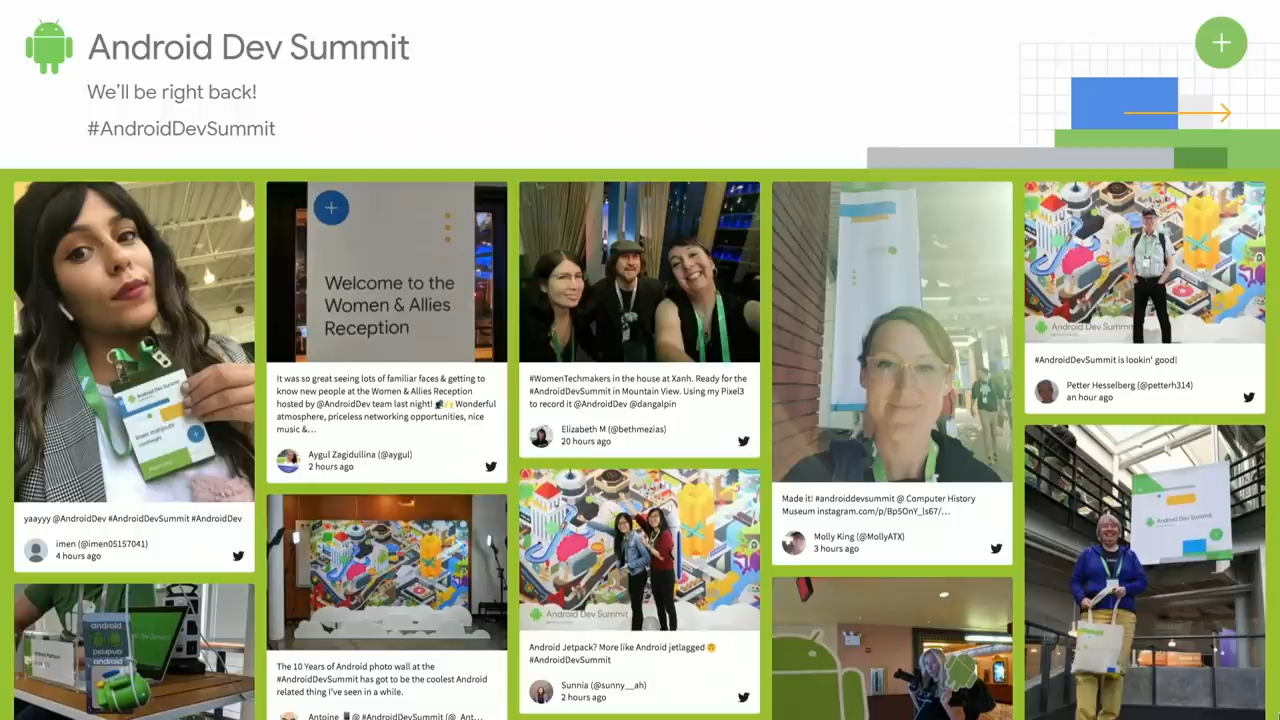 Android Dev Summit
We'll be right back!
#AndroidDevSummit
yaayyy @AndroidDev #AndroidDevSummit #AndroidDev
imen (@imen05157041)
4 hours ago
android
Welcome to the
Women & Allies
Reception
It was so great seeing lots of familiar faces & getting to
know new people at the Women & Allies Reception
hosted by @AndroidDev team last night! Wonderful
atmosphere, priceless networking opportunities, nice
music &...
Aygul Zagidullina (@aygul)
2 hours ago
The 10 Years of Android photo wall at the
#AndroidDevSummit has got to be the coolest Android
related thing I've seen in a while.
Antoine @ #AndroidDevSummit (@_Ant...
#WomenTechmakers in the house at Xanh. Ready for the
#AndroidDevSummit in Mountain View. Using my Pixel3
to record it @AndroidDev @dangalpin
Elizabeth M (@bethmezias)
20 hours ago
Android Dev Summit
Android Jetpack? More like Android jetlagged 🙃
#AndroidDevSummit
Sunnia (@sunny__ah)
2 hours ago
Made it! #androiddevsummit @ Computer History
Museum instagram.com/p/Bp5OnY_ls67/...
Molly King (@MollyATX)
3 hours ago
Android Dev Summit
#AndroidDevSummit is lookin' good!
Petter Hesselberg (@petterh314)
an hour ago
Android Dev Summit